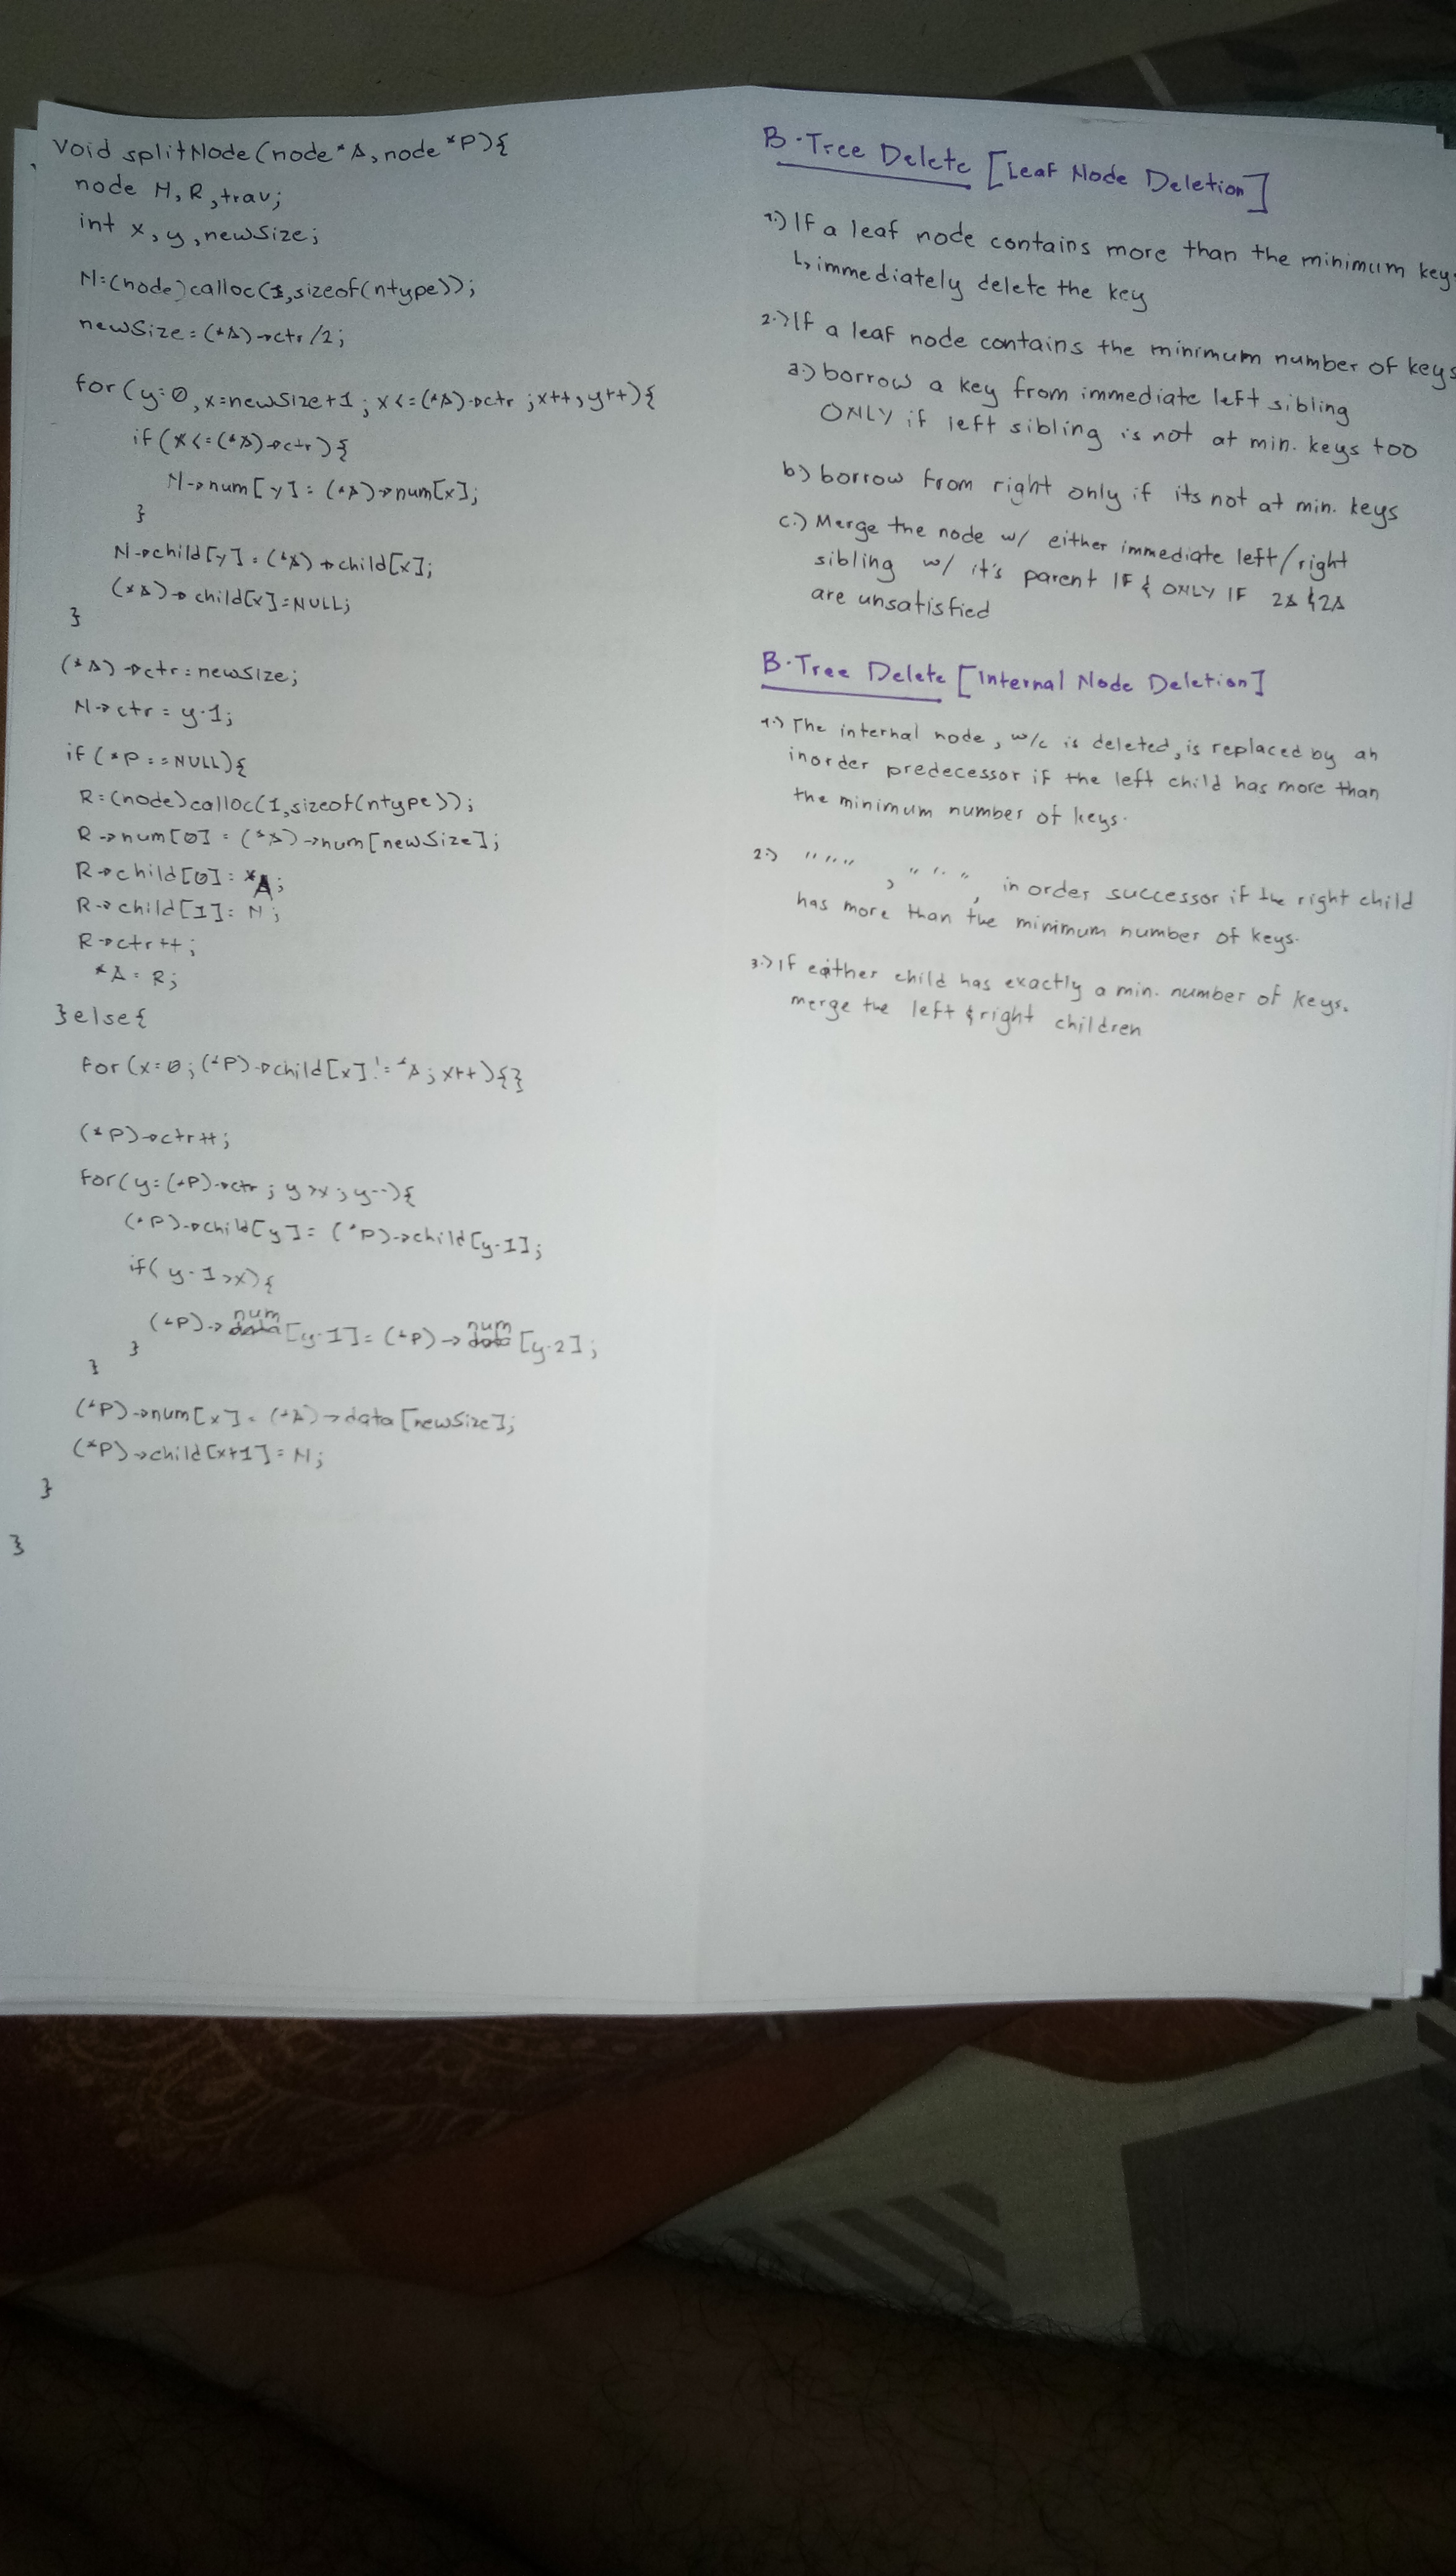 void splitNode(node *A, node *P){
node N, R, trav;
int x, y, newSize;
N=(node)calloc(1,sizeof(ntype));
newSize=(*A)->ctr/2;
for(y=0,x=newSize+1;x<=(*A)->ctr;x++,y++){
if(x<=(*A)->ctr){
N->num[y]=(*A)->num[x];
}
N->child[y]=(*A)->child[x];
(*A)->child[x]=NULL;
}
(*A)->ctr=newSize;
N->ctr=y-1;
if(*P==NULL){
R=(node)calloc(1,sizeof(ntype));
R->num[0]=(*A)->num[newSize];
R->child[0]=*A;
R->child[1]=N;
R->ctr++;
*A=R;
}else{
for(x=0;(*P)->child[x]!=*A;x++){}
(*P)->ctr++;
for(y=(*P)->ctr;y>x;y--){
(*P)->child[y]=(*P)->child[y-1];
if(y-1>x){
(*P)->num[y-1]=(*P)->num[y-2];
}
}
(*P)->num[x]=(*A)->data[newSize];
(*P)->child[x+1]=N;
}
}
B-Tree Delete [Leaf Node Deletion]
1.) If a leaf node contains more than the minimum key
↳ immediately delete the key
2.) If a leaf node contains the minimum number of keys
a.) borrow a key from immediate left sibling
ONLY if left sibling is not at min. keys too
b.) borrow from right only if its not at min. keys
c.) Merge the node w/ either immediate left/right
sibling w/ it's parent IF & ONLY IF 2A & 2A
are unsatisfied
B-Tree Delete [Internal Node Deletion]
1.) The internal node, w/c is deleted, is replaced by an
inorder predecessor if the left child has more than
the minimum number of keys.
2.) " " " " , " " " , in order successor if the right child
has more than the minimum number of keys.
3.) If either child has exactly a min. number of keys.
merge the left & right children